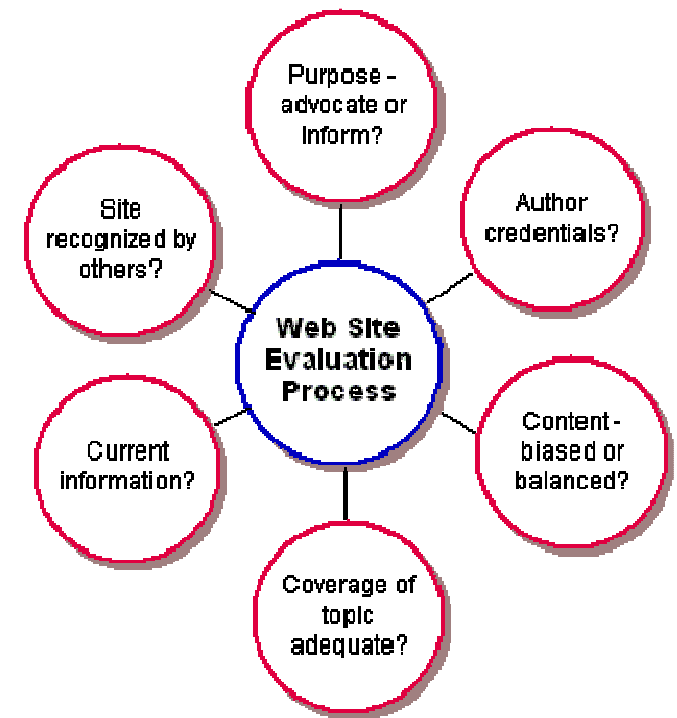 Purpose -
advocate or
inform?
Author
credentials?
Site
recognized by
others?
Web Site
Evaluation
Process
Content -
biased or
balanced?
Current
information?
Coverage of
topic
adequate?